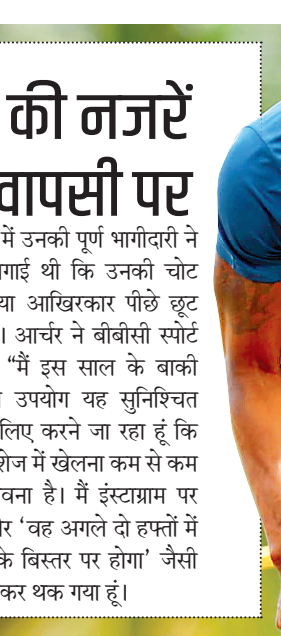 की नजरें
वापसी पर
में उनकी पूर्ण भागीदारी ने
गाई थी कि उनकी चोट
या आखिरकार पीछे छूट
। आर्चर ने बीबीसी स्पोर्ट
“मैं इस साल के बाकी
उपयोग यह सुनिश्चित
लिए करने जा रहा हूं कि
शेज में खेलना कम से कम
वना है। मैं इंस्टाग्राम पर
र ‘वह अगले दो हफ्तों में
के बिस्तर पर होगा’ जैसी
कर थक गया हूं।